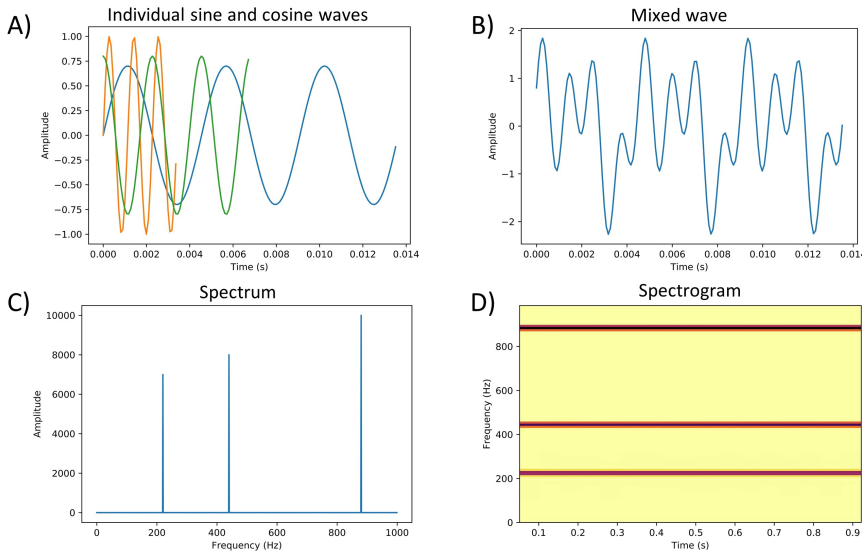 A)
Individual sine and cosine waves
1.00
0.75
0.50
0.25
0.00
−0.25
−0.50
−0.75
−1.00
Amplitude
0.000 0.002 0.004 0.006 0.008 0.010 0.012 0.014
Time (s)
B)
Mixed wave
2
1
0
−1
−2
Amplitude
0.000 0.002 0.004 0.006 0.008 0.010 0.012
Time (s)
C)
Spectrum
10000
8000
6000
4000
2000
0
Amplitude
0 200 400 600 800 1000
Frequency (Hz)
D)
Spectrogram
800
600
400
200
0
Frequency (Hz)
0.1 0.2 0.3 0.4 0.5 0.6 0.7 0.8 0.9
Time (s)